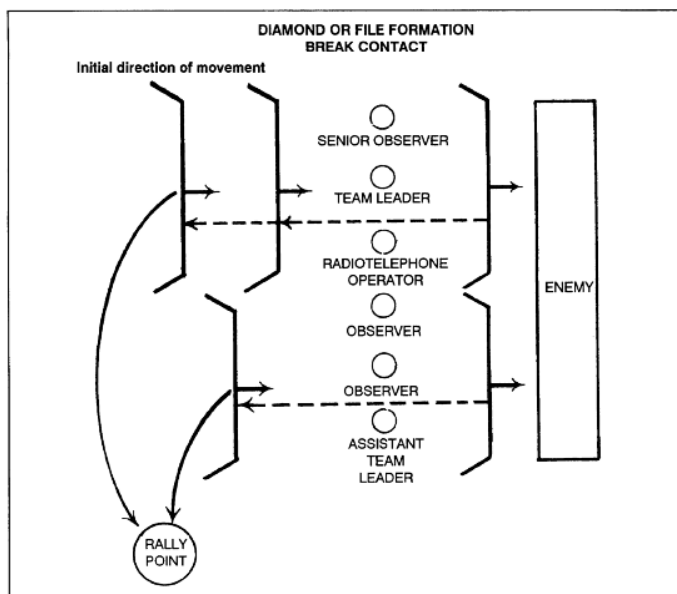 DIAMOND OR FILE FORMATION
BREAK CONTACT
Initial direction of movement
SENIOR OBSERVER
TEAM LEADER
RADIOTELEPHONE
OPERATOR
ENEMY
OBSERVER
OBSERVER
ASSISTANT
TEAM
LEADER
RALLY
POINT